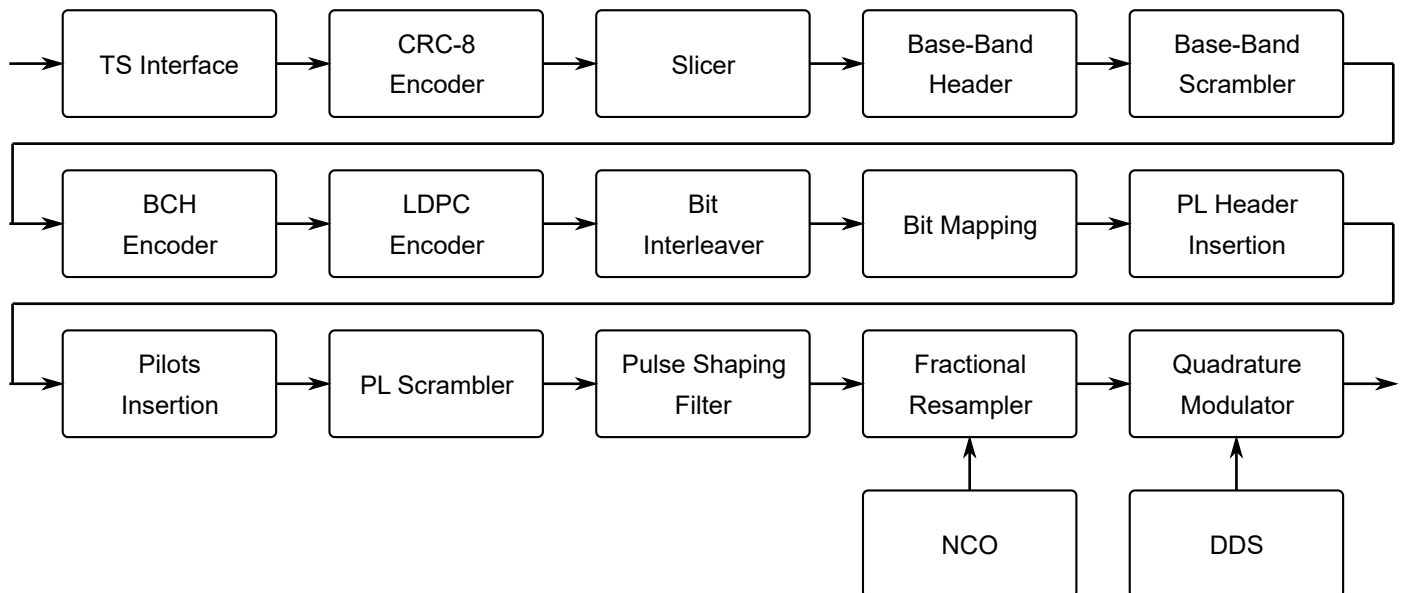 TS Interface
CRC-8
Encoder
Slicer
Base-Band
Header
Base-Band
Scrambler
BCH
Encoder
LDPC
Encoder
Bit
Interleaver
Bit Mapping
PL Header
Insertion
Pilots
Insertion
PL Scrambler
Pulse Shaping
Filter
Fractional
Resampler
Quadrature
Modulator
NCO
DDS